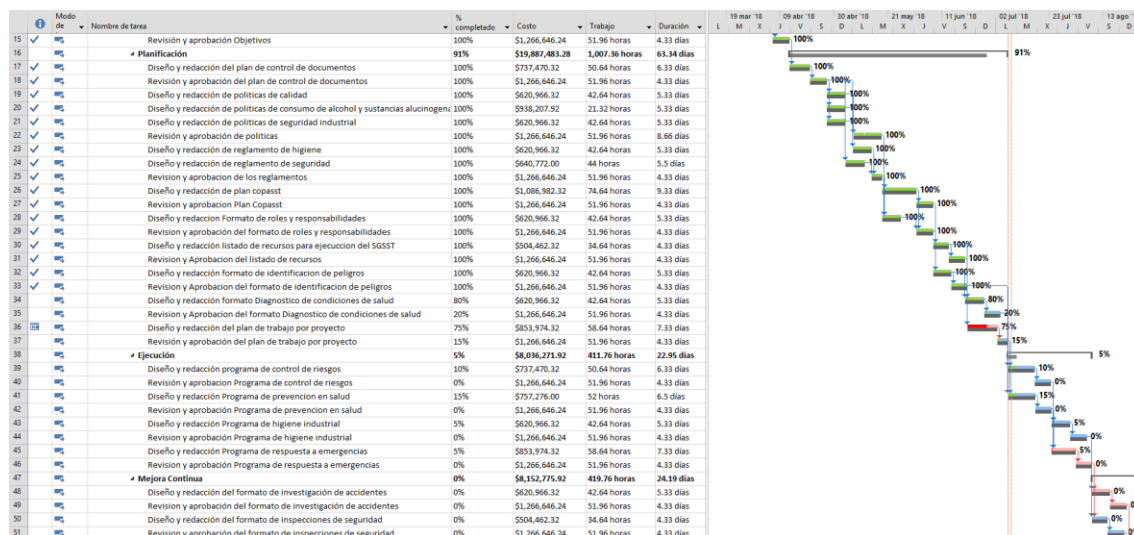 Modo de Nombre de tarea % completado Costo Trabajo Duración
19 mar '18 09 abr '18 30 abr '18 21 may '18 11 jun '18 02 jul '18 23 jul '18 13 ago '1
L M X J V S D L M X J V S D L M X J V S
15 Revisión y aprobación Objetivos 100% $1,266,646.24 51.96 horas 4.33 días 100%
16 Planificación 91% $19,887,483.28 1,007.36 horas 63.34 días 91%
17 Diseño y redacción del plan de control de documentos 100% $737,470.32 50.64 horas 6.33 días 100%
18 Revisión y aprobación del plan de control de documentos 100% $1,266,646.24 51.96 horas 4.33 días 100%
19 Diseño y redacción de politicas de calidad 100% $620,966.32 42.64 horas 5.33 días 100%
20 Diseño y redacción de politicas de consumo de alcohol y sustancias alucinogena 100% $938,207.92 21.32 horas 5.33 días 100%
21 Diseño y redacción de politicas de seguridad industrial 100% $620,966.32 42.64 horas 5.33 días 100%
22 Revisión y aprobación de politicas 100% $1,266,646.24 51.96 horas 8.66 días 100%
23 Diseño y redacción de reglamento de higiene 100% $620,966.32 42.64 horas 5.33 días 100%
24 Diseño y redacción de reglamento de seguridad 100% $640,772.00 44 horas 5.5 días 100%
25 Revision y aprobacion de los reglamentos 100% $1,266,646.24 51.96 horas 4.33 días 100%
26 Diseño y redacción de plan copasst 100% $1,086,982.32 74.64 horas 9.33 días 100%
27 Revision y aprobacion Plan Copasst 100% $1,266,646.24 51.96 horas 4.33 días 100%
28 Diseño y redaccion Formato de roles y responsabilidades 100% $620,966.32 42.64 horas 5.33 días 100%
29 Revisión y aprobación del formato de roles y responsabilidades 100% $1,266,646.24 51.96 horas 4.33 días 100%
30 Diseño y redacción listado de recursos para ejecucion del SGSST 100% $504,462.32 34.64 horas 4.33 días 100%
31 Revision y Aprobacion del listado de recursos 100% $1,266,646.24 51.96 horas 4.33 días 100%
32 Diseño y redacción formato de identificacion de peligros 100% $620,966.32 42.64 horas 5.33 días 100%
33 Revisión y Aprobacion del formato de identificacion de peligros 100% $1,266,646.24 51.96 horas 4.33 días 100%
34 Diseño y redacción formato Diagnostico de condiciones de salud 80% $620,966.32 42.64 horas 5.33 días 80%
35 Revision y Aprobacion del formato Diagnostico de condiciones de salud 20% $1,266,646.24 51.96 horas 4.33 días 20%
36 Diseño y redacción del plan de trabajo por proyecto 75% $853,974.32 58.64 horas 7.33 días 75%
37 Revisión y aprobación del plan de trabajo por proyecto 15% $1,266,646.24 51.96 horas 4.33 días 15%
38 Ejecución 5% $8,036,271.92 411.76 horas 22.95 días 5%
39 Diseño y redacción programa de control de riesgos 10% $737,470.32 50.64 horas 6.33 días 10%
40 Revisión y aprobacion Programa de control de riesgos 0% $1,266,646.24 51.96 horas 4.33 días 0%
41 Diseño y redacción Programa de prevencion en salud 15% $757,276.00 52 horas 6.5 días 15%
42 Revision y aprobación Programa de prevencion en salud 0% $1,266,646.24 51.96 horas 4.33 días 0%
43 Diseño y redacción Programa de higiene industrial 5% $620,966.32 42.64 horas 5.33 días 5%
44 Revision y aprobación Programa de higiene industrial 0% $1,266,646.24 51.96 horas 4.33 días 0%
45 Diseño y redacción Programa de respuesta a emergencias 5% $853,974.32 58.64 horas 7.33 días 5%
46 Revision y aprobación Programa de respuesta a emergencias 0% $1,266,646.24 51.96 horas 4.33 días 0%
47 Mejora Continua 0% $8,152,775.92 419.76 horas 24.19 días
48 Diseño y redacción del formato de investigación de accidentes 0% $620,966.32 42.64 horas 5.33 días 0%
49 Revisión y aprobación del formato de investigación de accidentes 0% $1,266,646.24 51.96 horas 4.33 días
50 Diseño y redacción del formato de inspecciones de seguridad 0% $504,462.32 34.64 horas 4.33 días 0%
51 Revisión y aprobación del formato de inspecciones de seguridad 0% $1,266,646.24 51.96 horas 4.33 días